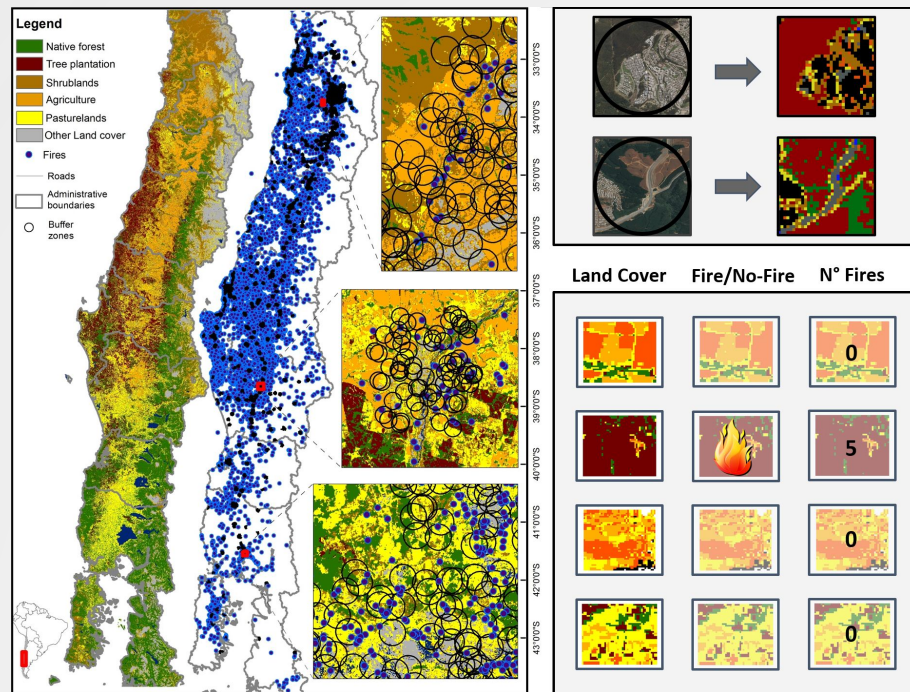 Legend
Native forest
Tree plantation
Shrublands
Agriculture
Pasturelands
Other Land cover
Fires
Roads
Administrative
boundaries
Buffer
zones
33°0'0"S.
34°0'0"S.
35°0'0"S.
36°0'0"S.
37°0'0"S.
38°0'0"S.
39°0'0"S.
40°0'0"S.
41°0'0"S.
42°0'0"S.
43°0'0"S.
Land Cover Fire/No-Fire N° Fires
0
5
0
0